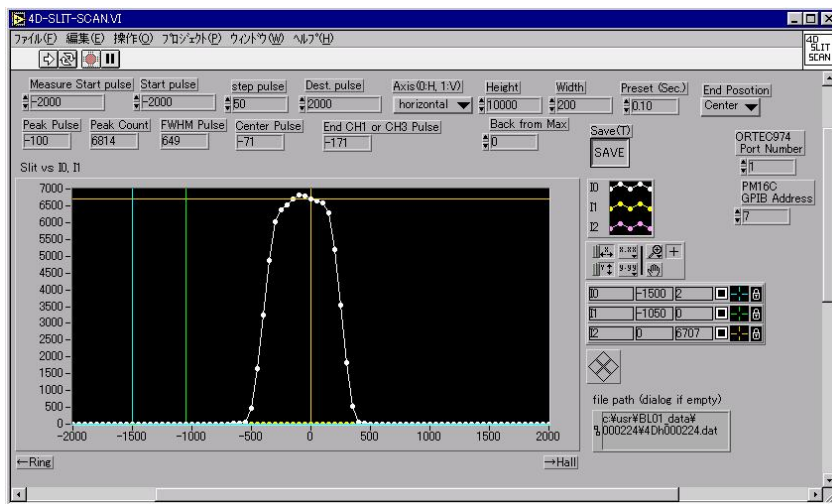 4D-SLIT-SCAN.VI
ファイル(F) 編集(E) 操作(O) プロジェクト(P) ウィンドウ(W) ヘルプ(H)
4D SLIT SCAN
Measure Start pulse Start pulse step pulse Dest. pulse Axis(0:H, 1:V) Height Width Preset (Sec.) End Posotion
-2000 -2000 50 2000 horizontal 10000 200 0.10 Center
Peak Pulse Peak Count FWHM Pulse Center Pulse End CH1 or CH3 Pulse Back from Max
-100 6814 649 -71 -171 0
Save(T)
SAVE
ORTEC974
Port Number
1
PM16C
GPIB Address
7
Slit vs I0, I1
I0
I1
I2
7000
6500
6000
5500
5000
4500
4000
3500
3000
2500
2000
1500
1000
500
0
-2000 -1500 -1000 -500 0 500 1000 1500 2000
←Ring →Hall
X X.XX
Y Y.YY
I0 -1500 2
I1 -1050 0
I2 0 6707
file path (dialog if empty)
c:¥usr¥BL01_data¥
000224¥4Dh000224.dat